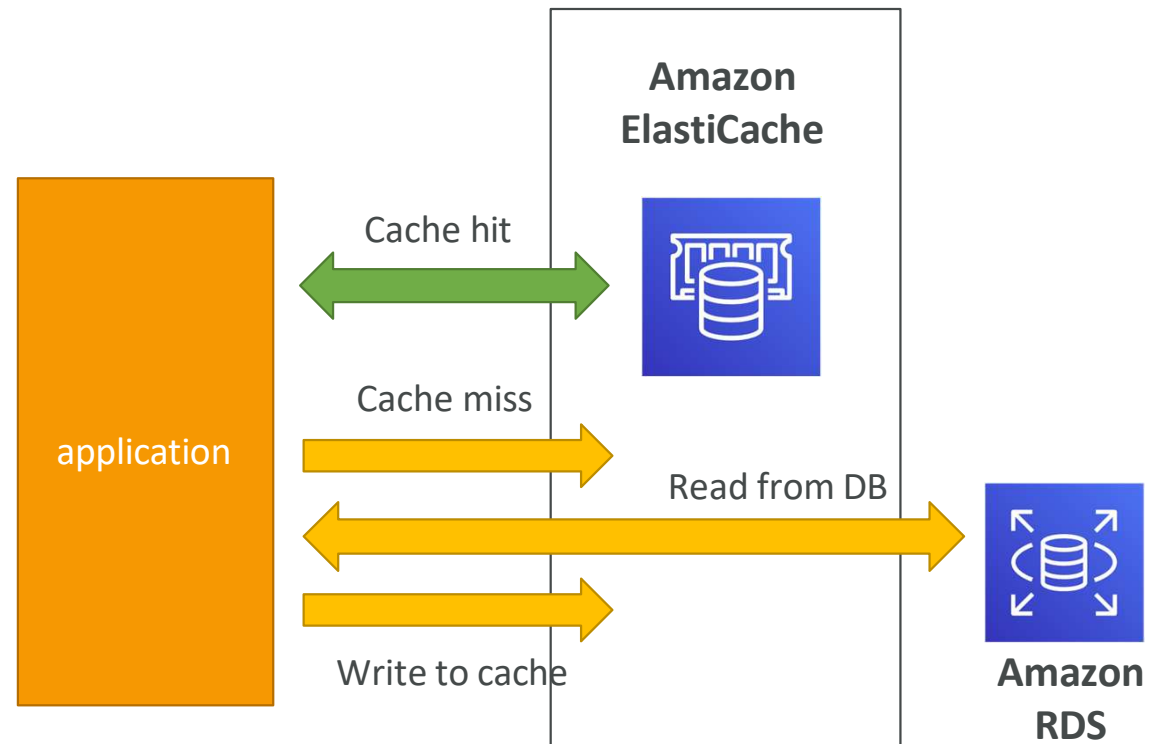 Amazon
ElastiCache
Cache hit
Cache miss
application
Read from DB
Write to cache
Amazon
RDS